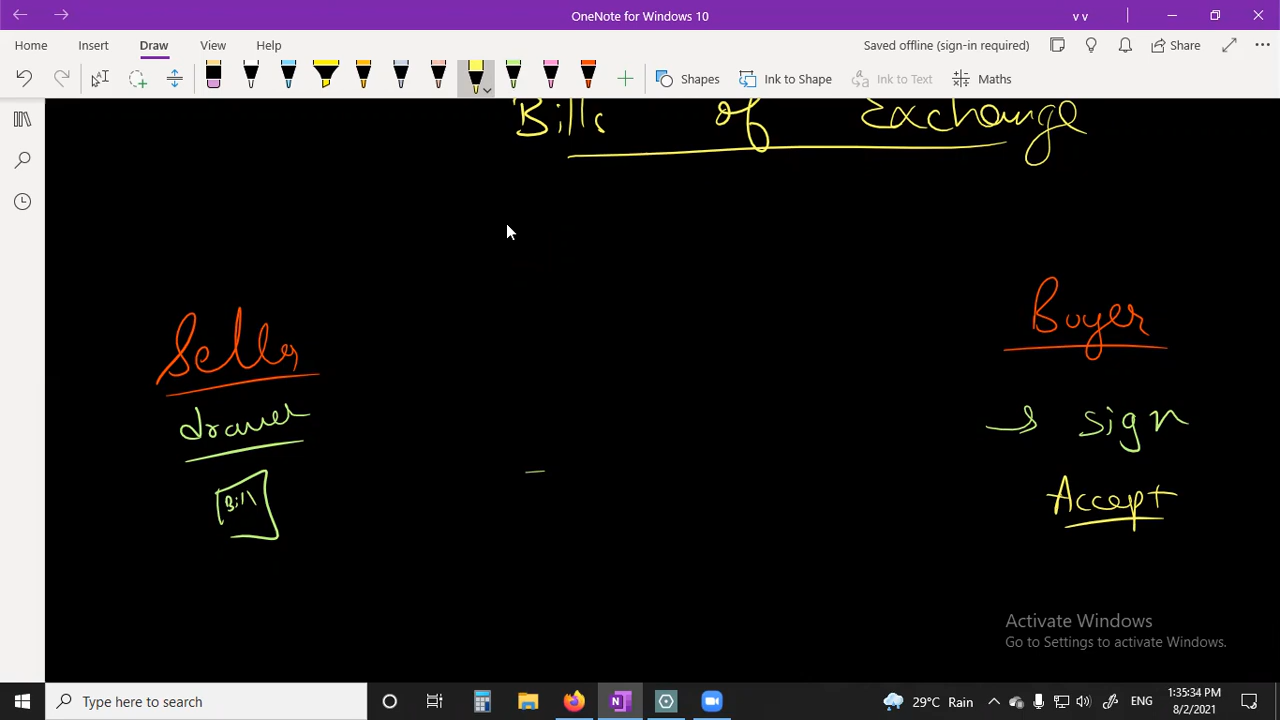 OneNote for Windows 10
v v
Home Insert Draw View Help
Saved offline (sign-in required)
Share
Shapes
Ink to Shape
Ink to Text
Maths
Bills of Exchange
Seller
drawer
Bill
Buyer
sign
Accept
Activate Windows
Go to Settings to activate Windows.
Type here to search
29°C Rain
ENG
1:35:34 PM
8/2/2021